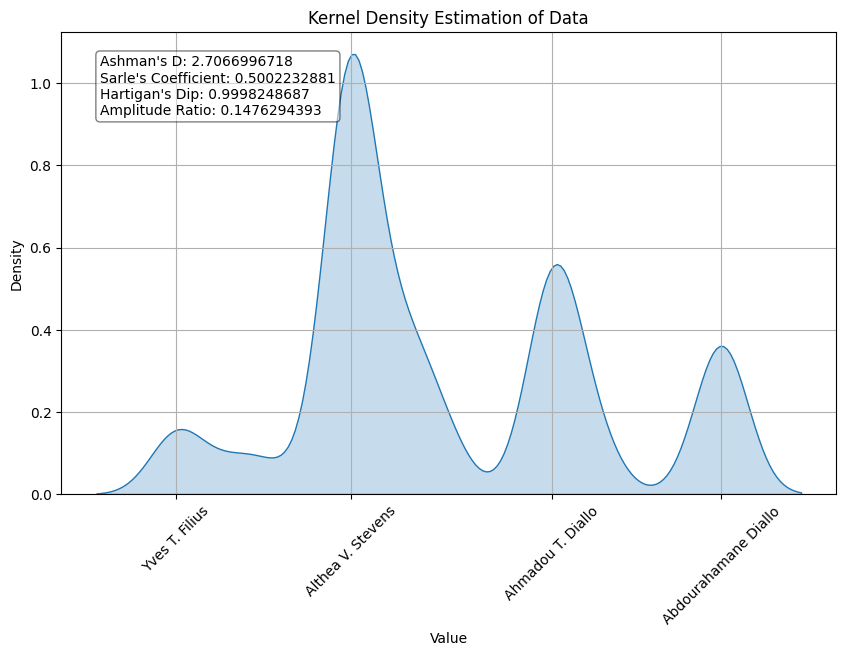 Kernel Density Estimation of Data
Ashman's D: 2.7066996718
Sarle's Coefficient: 0.5002232881
Hartigan's Dip: 0.9998248687
Amplitude Ratio: 0.1476294393
Density
1.0
0.8
0.6
0.4
0.2
0.0
Yves T. Filius
Althea V. Stevens
Ahmadou T. Diallo
Abdourahamane Diallo
Value